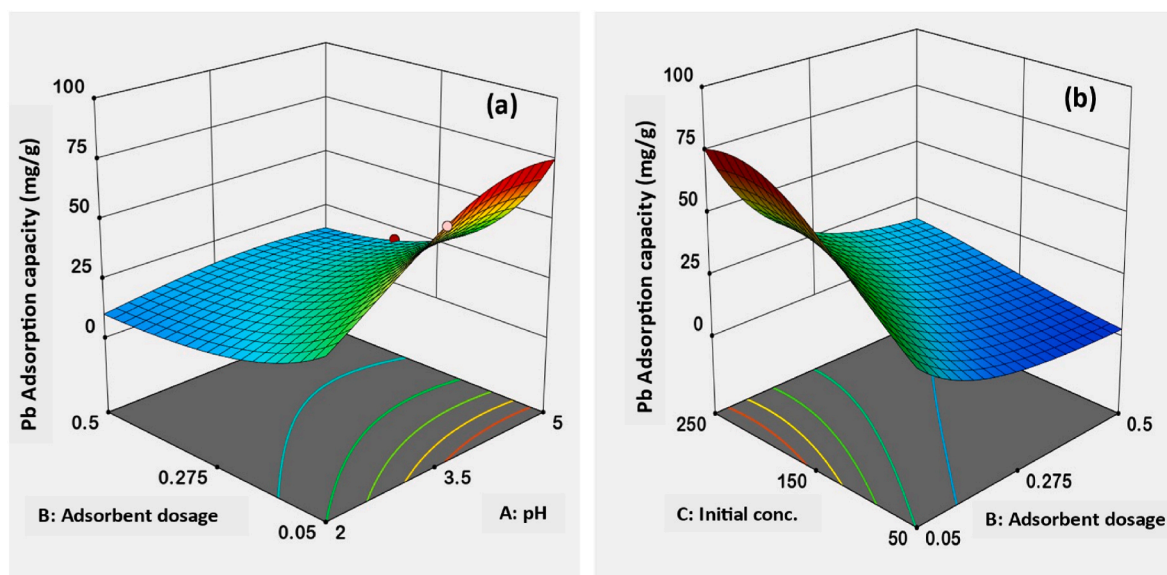 (a)
100
75
50
25
0
Pb Adsorption capacity (mg/g)
0.5
0.275
0.05
2
3.5
5
B: Adsorbent dosage
A: pH
(b)
100
75
50
25
0
Pb Adsorption capacity (mg/g)
250
150
50
0.05
0.275
0.5
C: Initial conc.
B: Adsorbent dosage